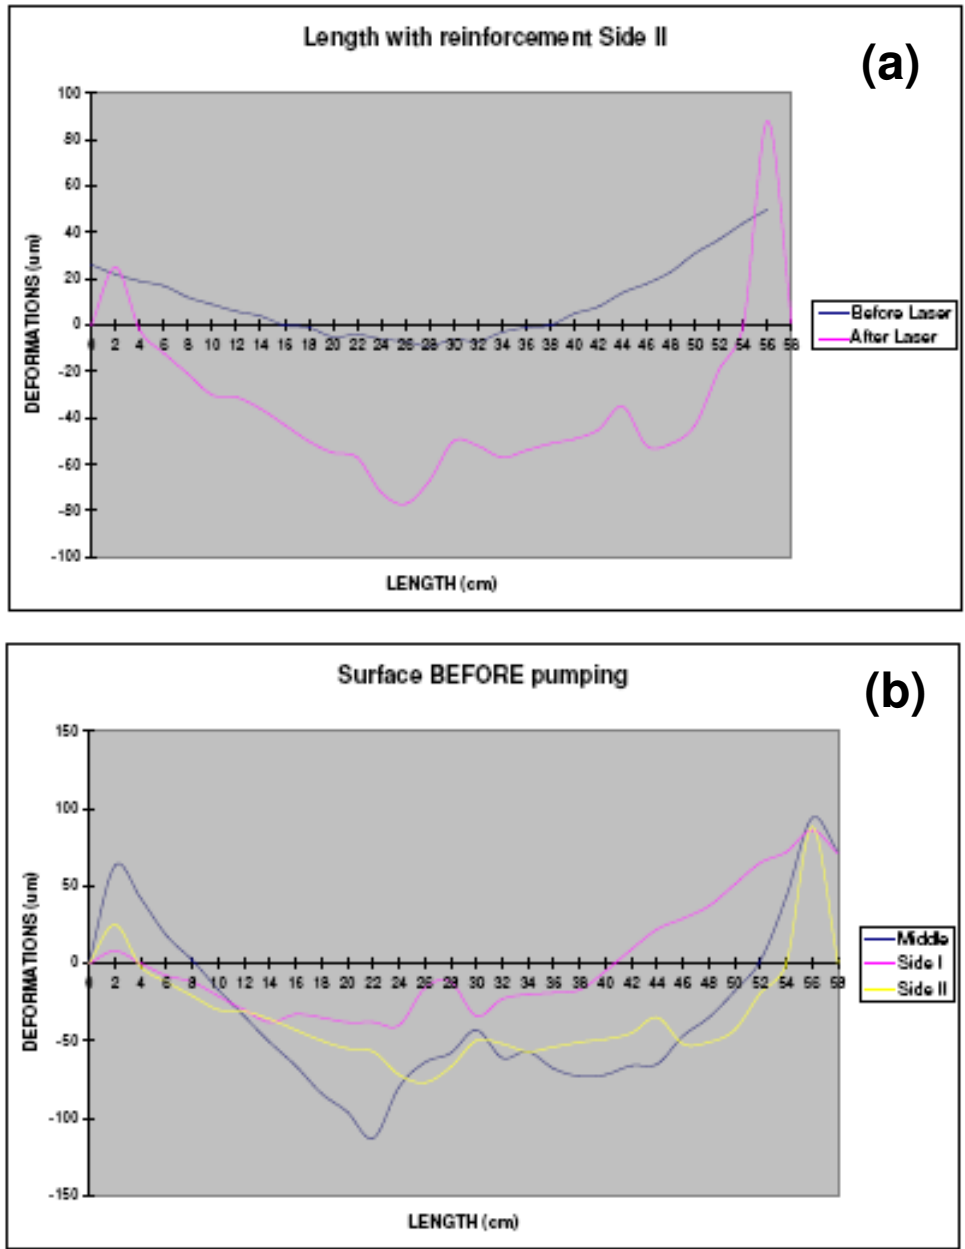 Length with reinforcement Side II
(a)
100
80
60
40
20
0
-20
-40
-60
-80
-100
0 2 4 6 8 10 12 14 16 18 20 22 24 26 28 30 32 34 36 38 40 42 44 46 48 50 52 54 56 58
DEFORMATIONS (um)
LENGTH (cm)
Before Laser
After Laser
Surface BEFORE pumping
(b)
150
100
50
0
-50
-100
-150
0 2 4 6 8 10 12 14 16 18 20 22 24 26 28 30 32 34 36 38 40 42 44 46 48 50 52 54 56 58
DEFORMATIONS (um)
LENGTH (cm)
Middle
Side I
Side II